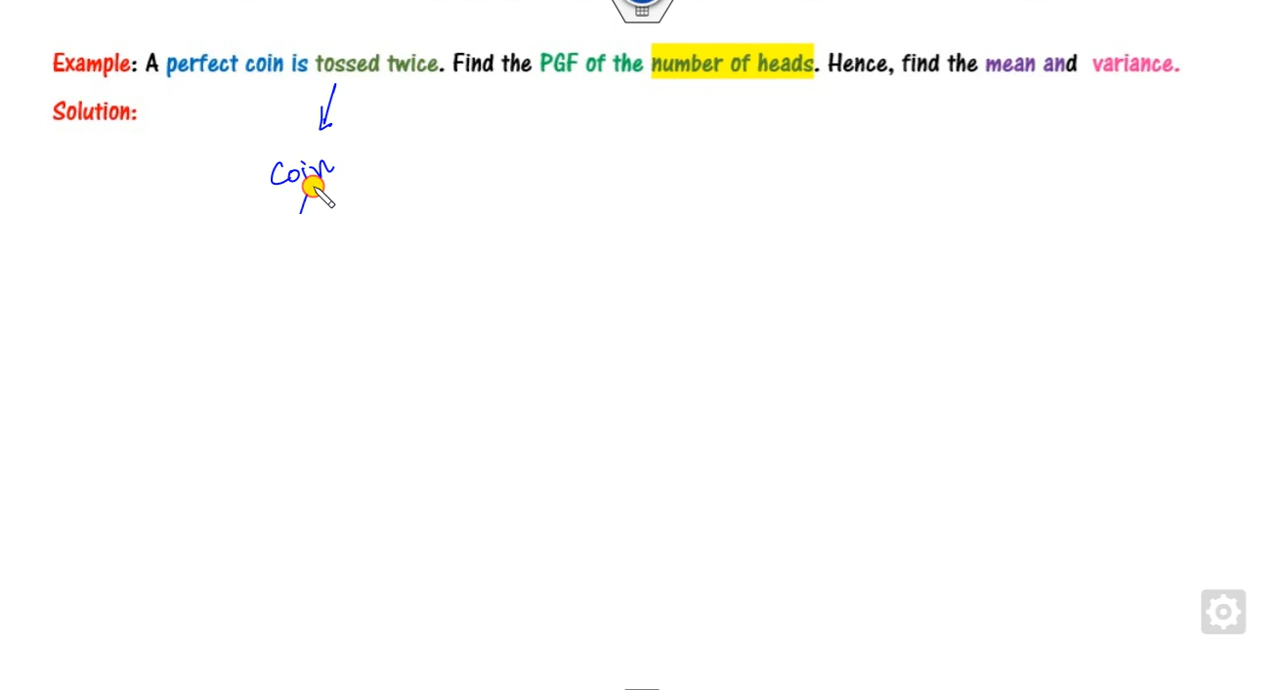 Example: A perfect coin is tossed twice. Find the PGF of the number of heads. Hence, find the mean and variance.
Solution:
Coin